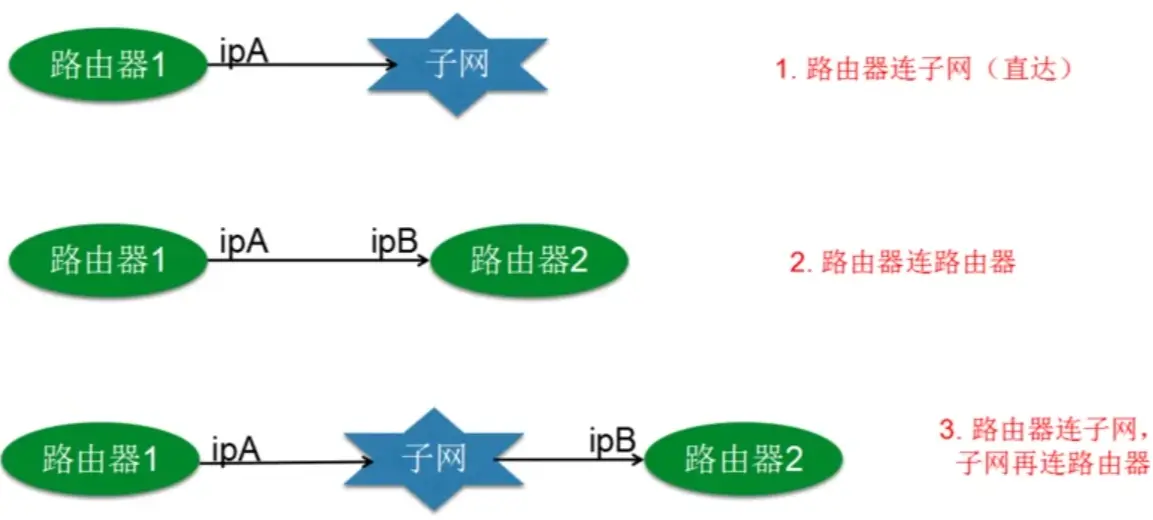 路由器1 ipA 子网 1. 路由器连子网（直达）
路由器1 ipA ipB 路由器2 2. 路由器连路由器
路由器1 ipA 子网 ipB 路由器2 3. 路由器连子网，
子网再连路由器